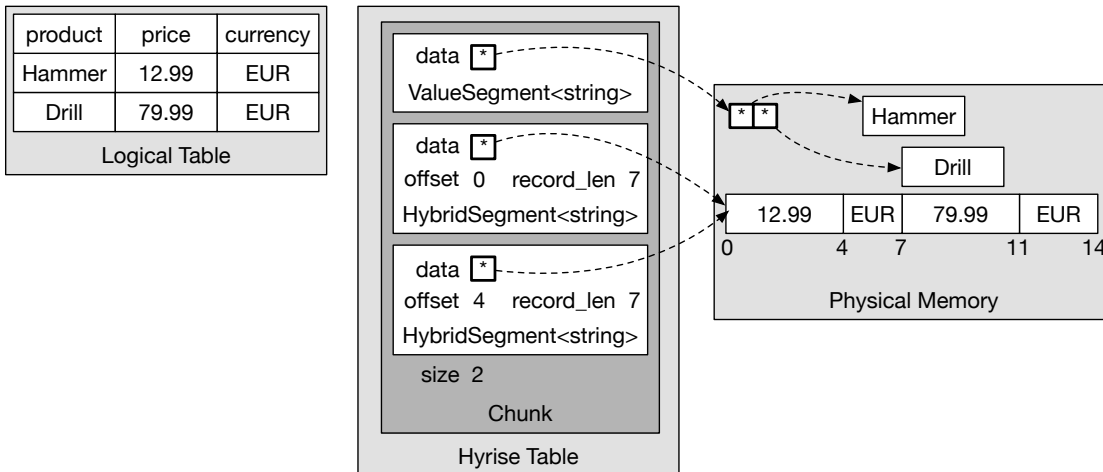 product price currency
Hammer 12.99 EUR
Drill 79.99 EUR
Logical Table
data *
ValueSegment<string>
data *
offset 0 record_len 7
HybridSegment<string>
data *
offset 4 record_len 7
HybridSegment<string>
size 2
Chunk
Hyrise Table
* * Hammer
Drill
12.99 EUR 79.99 EUR
0 4 7 11 14
Physical Memory